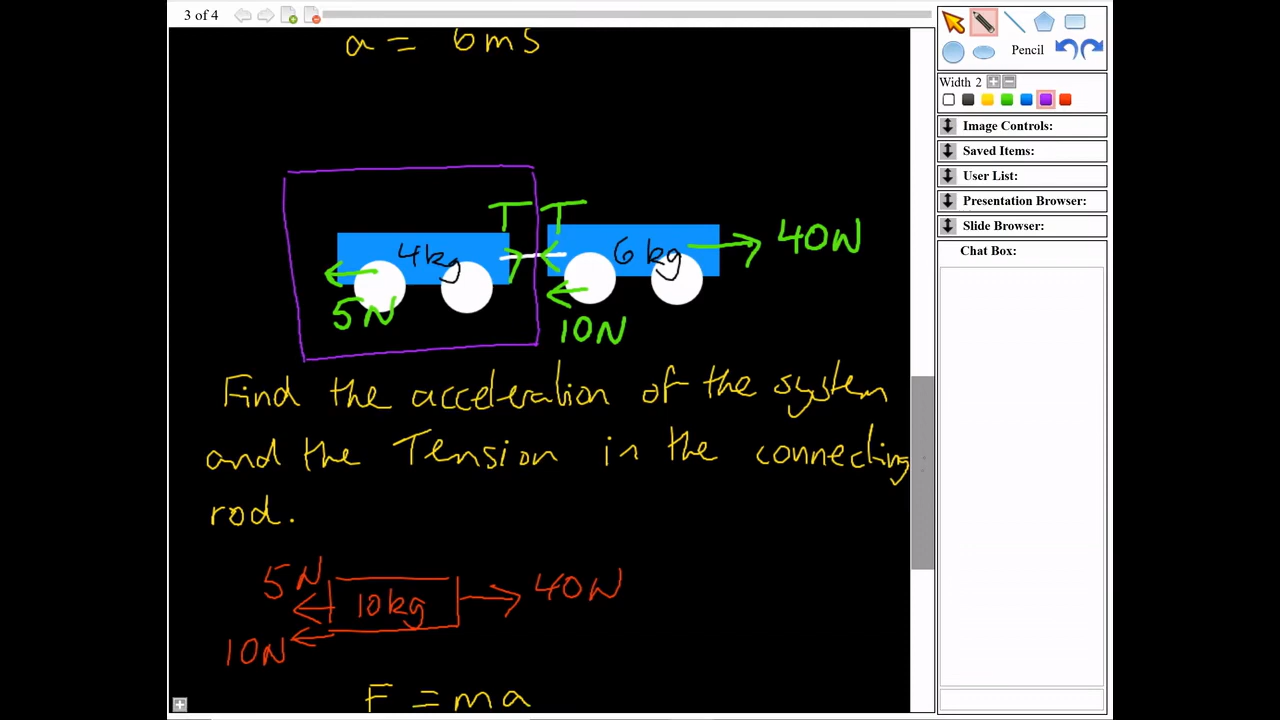 3 of 4
a = 6ms
Pencil
Width 2
Image Controls:
Saved Items:
User List:
Presentation Browser:
Slide Browser:
Chat Box:
T T
4kg 6 kg 40N
5N 10N
Find the acceleration of the system
and the Tension in the connecting
rod.
5N 10kg 40N
10N
F = ma